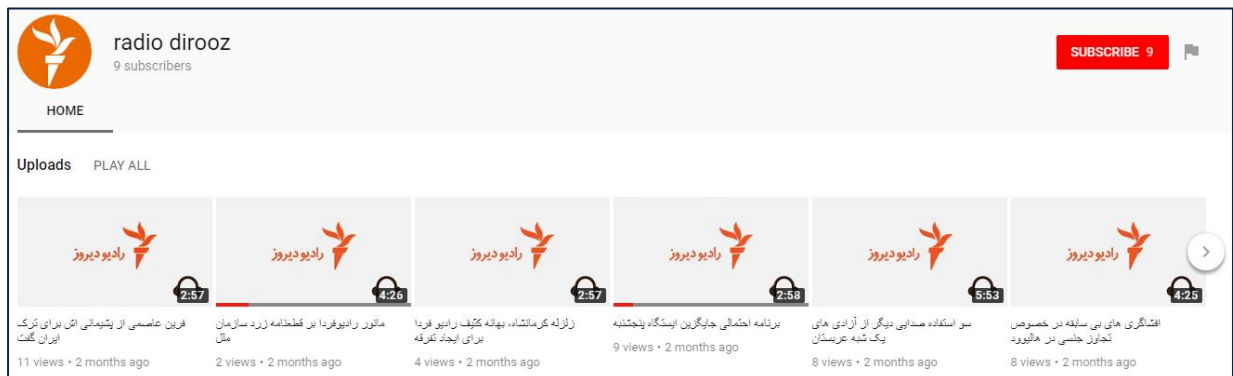 radio dirooz
9 subscribers
SUBSCRIBE 9
HOME
Uploads PLAY ALL
رادیو دیروز
2:57
رادیو دیروز
4:26
رادیو دیروز
2:57
رادیو دیروز
2:58
رادیو دیروز
5:53
رادیو دیروز
4:25
فرین عاصمی از پشیمانی اش برای ترک
ایران گفت
11 views • 2 months ago
مانور رادیوفردا بر قطعنامه زرد سازمان
ملل
2 views • 2 months ago
زلزله کرمانشاه، بهانه کثیف رادیو فردا
برای ایجاد تفرقه
4 views • 2 months ago
برنامه احتمالی جایگزین ایستگاه پنجشنبه
9 views • 2 months ago
سو استفاده صدایی دیگر از آزادی های
یک شبه عربستان
8 views • 2 months ago
افشاگری های بی سابقه در خصوص
تجاوز جنسی در هالیوود
8 views • 2 months ago